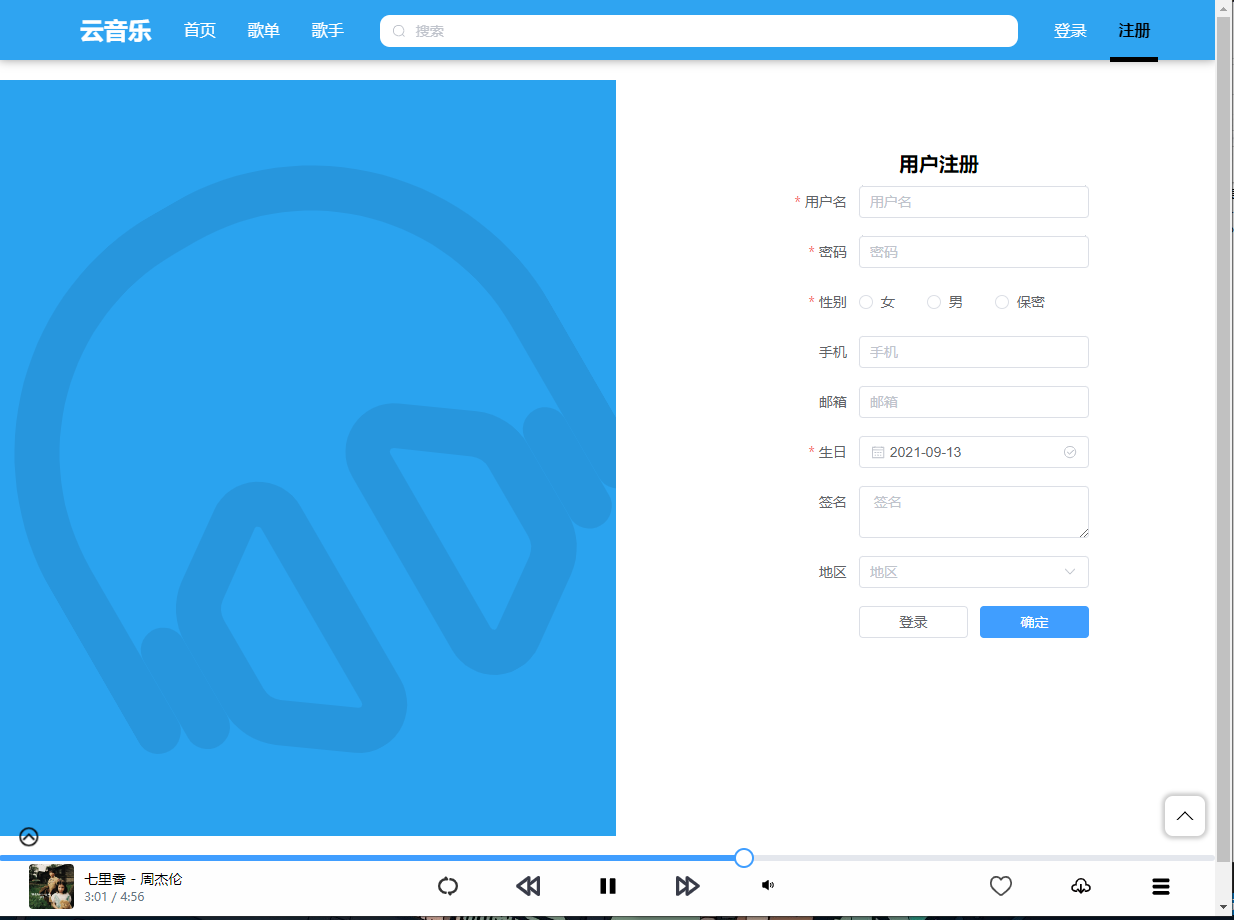 云音乐 首页 歌单 歌手 搜索 登录 注册
用户注册
* 用户名 用户名
* 密码 密码
* 性别 女 男 保密
手机 手机
邮箱 邮箱
* 生日 2021-09-13
签名 签名
地区 地区
登录 确定
七里香 - 周杰伦
3:01 / 4:56